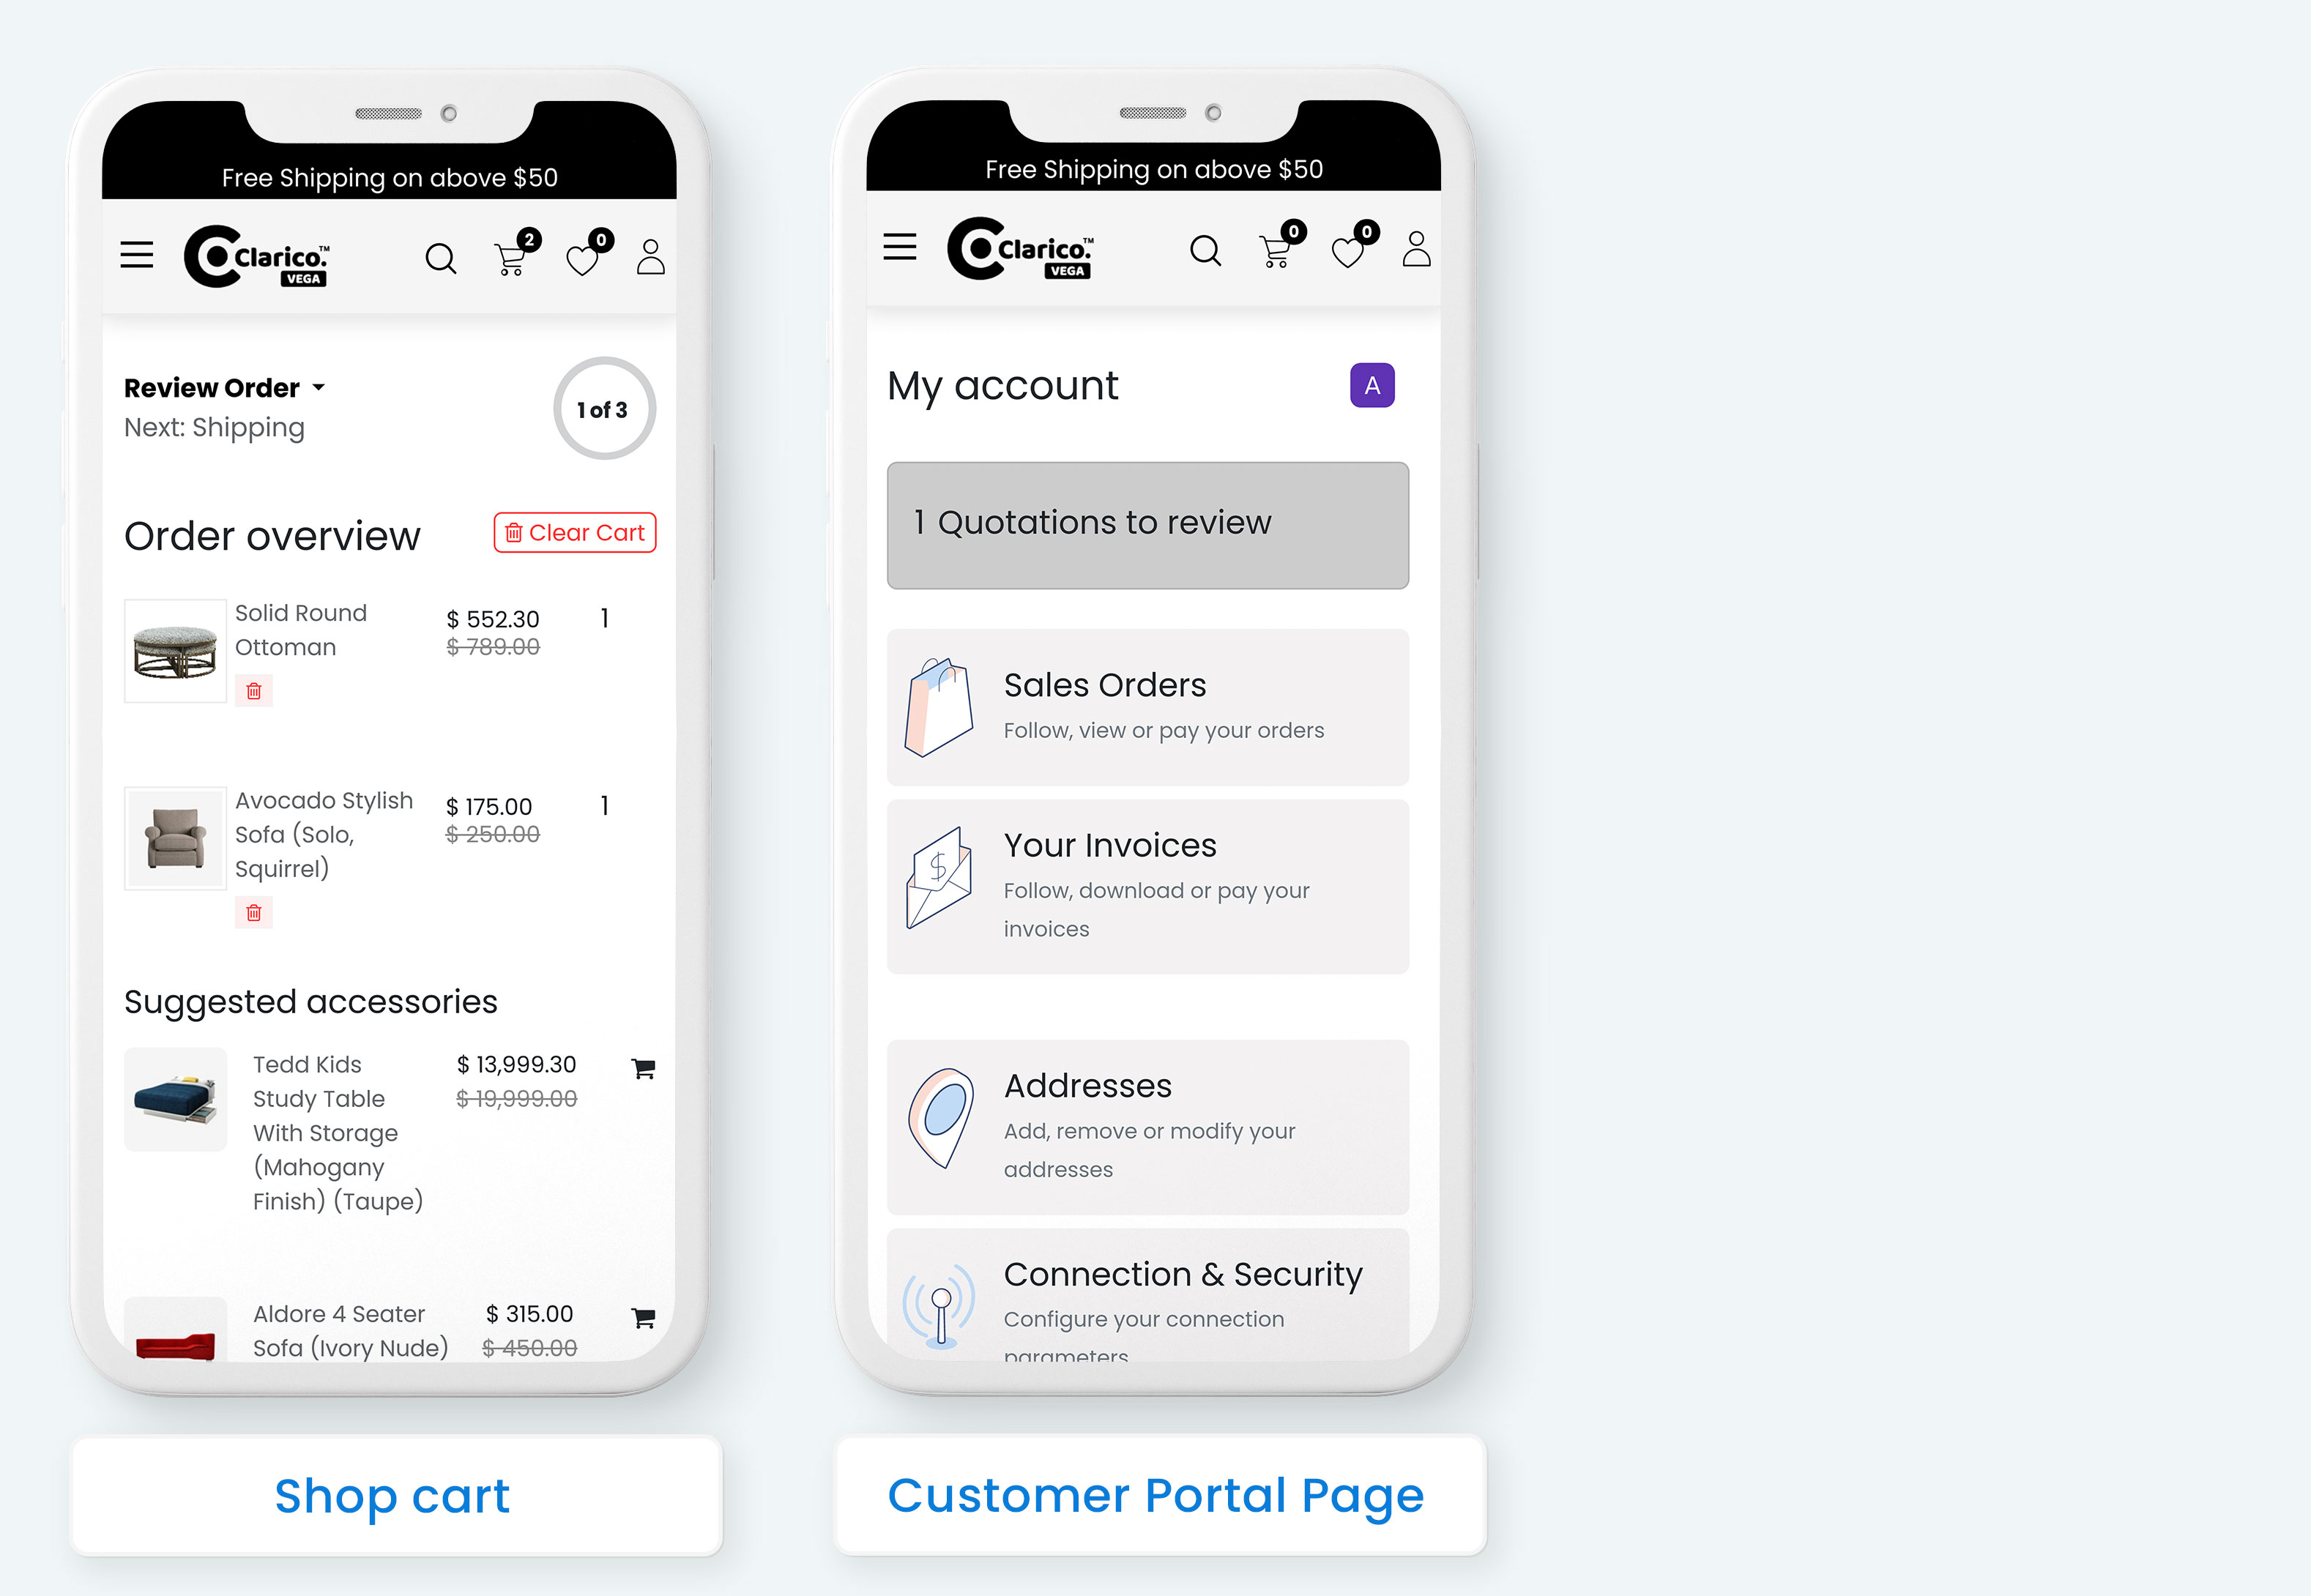 Free Shipping on above $50
Clarico.™
VEGA
2
0
Review Order
Next: Shipping
1 of 3
Order overview
Clear Cart
Solid Round
Ottoman
$ 552.30
$ 789.00
1
Avocado Stylish
Sofa (Solo,
Squirrel)
$ 175.00
$ 250.00
1
Suggested accessories
Tedd Kids
Study Table
With Storage
(Mahogany
Finish) (Taupe)
$ 13,999.30
$ 19,999.00
Aldore 4 Seater
Sofa (Ivory Nude)
$ 315.00
$ 450.00
Shop cart
Free Shipping on above $50
Clarico.™
VEGA
0
0
My account
A
1 Quotations to review
Sales Orders
Follow, view or pay your orders
$
Your Invoices
Follow, download or pay your
invoices
Addresses
Add, remove or modify your
addresses
Connection & Security
Configure your connection
parameters
Customer Portal Page